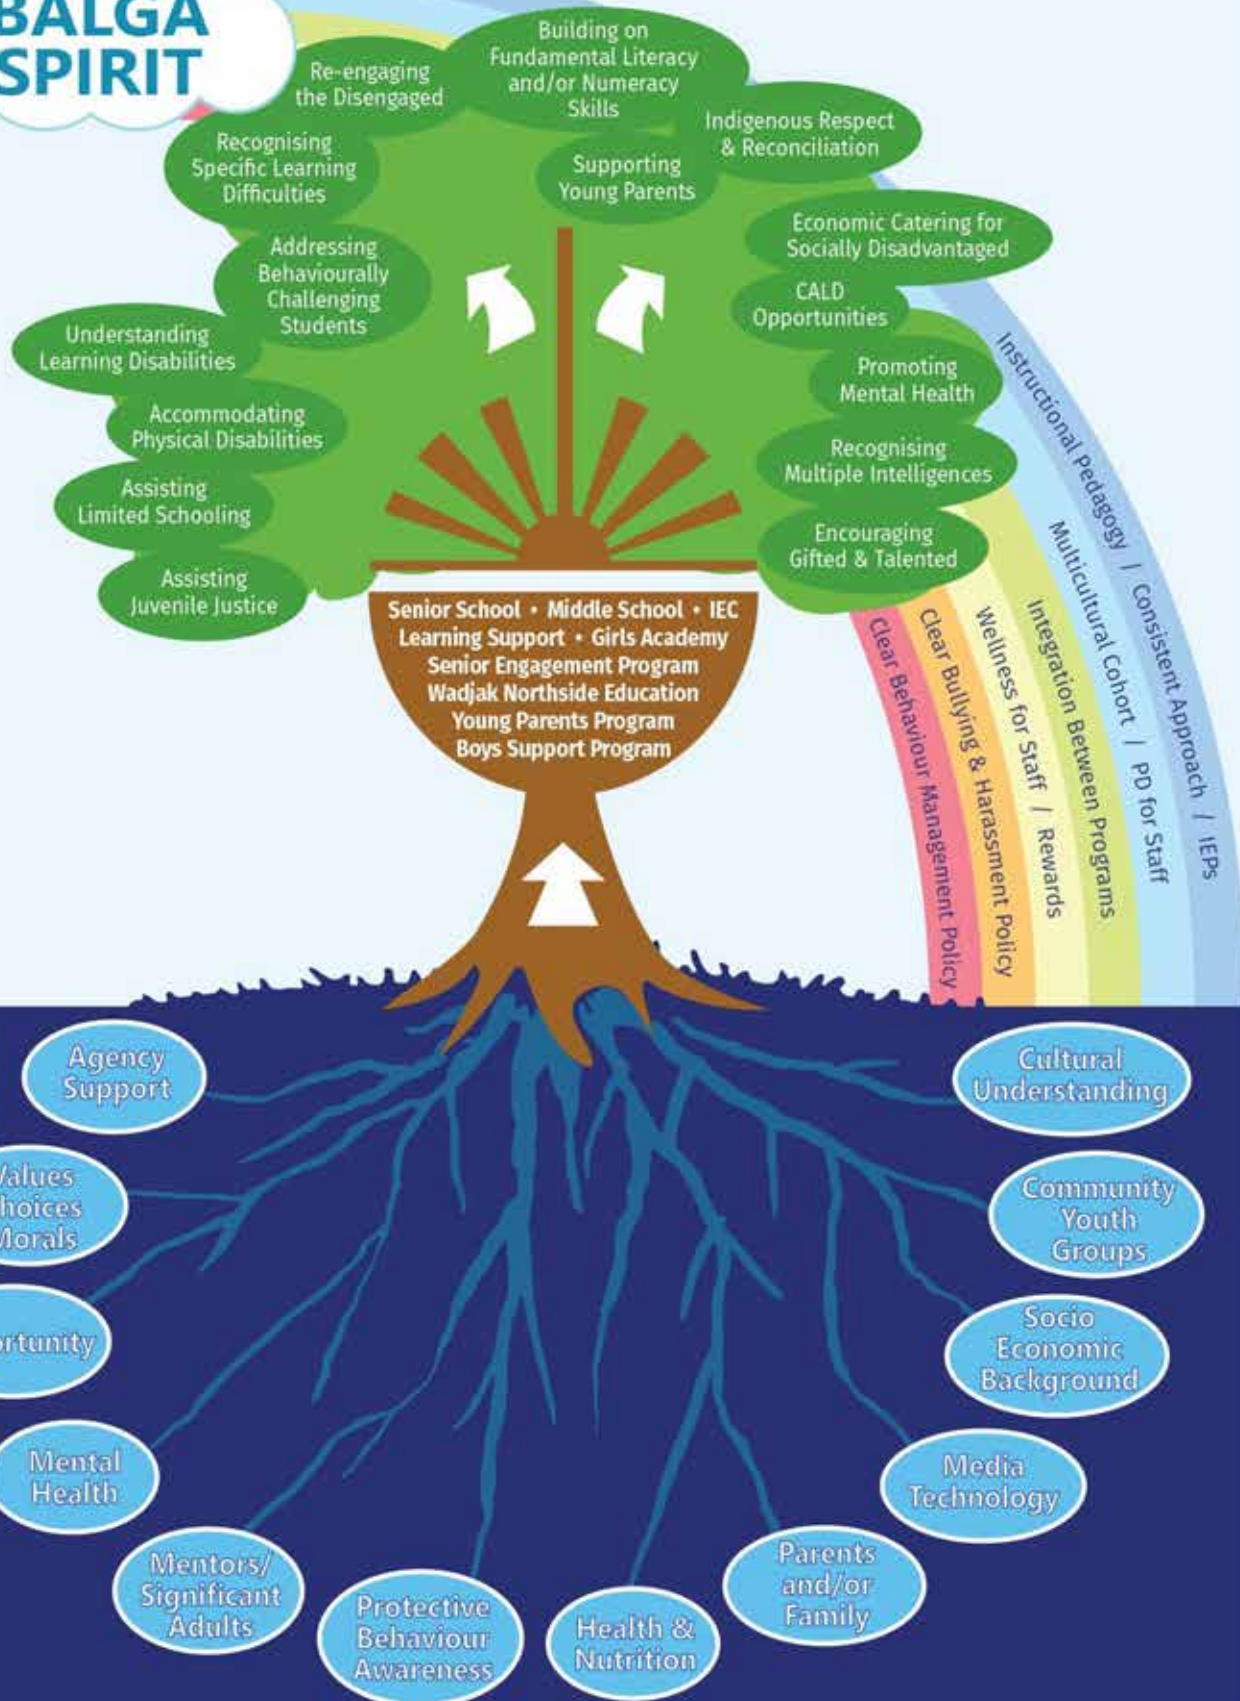 BALGA
SPIRIT
Building on
Fundamental Literacy
and/or Numeracy
Skills
Re-engaging
the Disengaged
Indigenous Respect
& Reconciliation
Recognising
Specific Learning
Difficulties
Supporting
Young Parents
Economic Catering for
Socially Disadvantaged
Addressing
Behaviourally
Challenging
Students
CALD
Opportunities
Understanding
Learning Disabilities
Promoting
Mental Health
Accommodating
Physical Disabilities
Recognising
Multiple Intelligences
Assisting
Limited Schooling
Encouraging
Gifted & Talented
Assisting
Juvenile Justice
Senior School • Middle School • IEC
Learning Support • Girls Academy
Senior Engagement Program
Wadjak Northside Education
Young Parents Program
Boys Support Program
Clear Behaviour Management Policy
Clear Bullying & Harassment Policy
Wellness for Staff / Rewards
Integration Between Programs
Multicultural Cohort / PD for Staff
Instructional Pedagogy / Consistent Approach / IEPs
Agency
Support
Cultural
Understanding
Values
hoices
Morals
Community
Youth
Groups
rtunity
Socio
Economic
Background
Mental
Health
Media
Technology
Mentors/
Significant
Adults
Protective
Behaviour
Awareness
Health &
Nutrition
Parents
and/or
Family